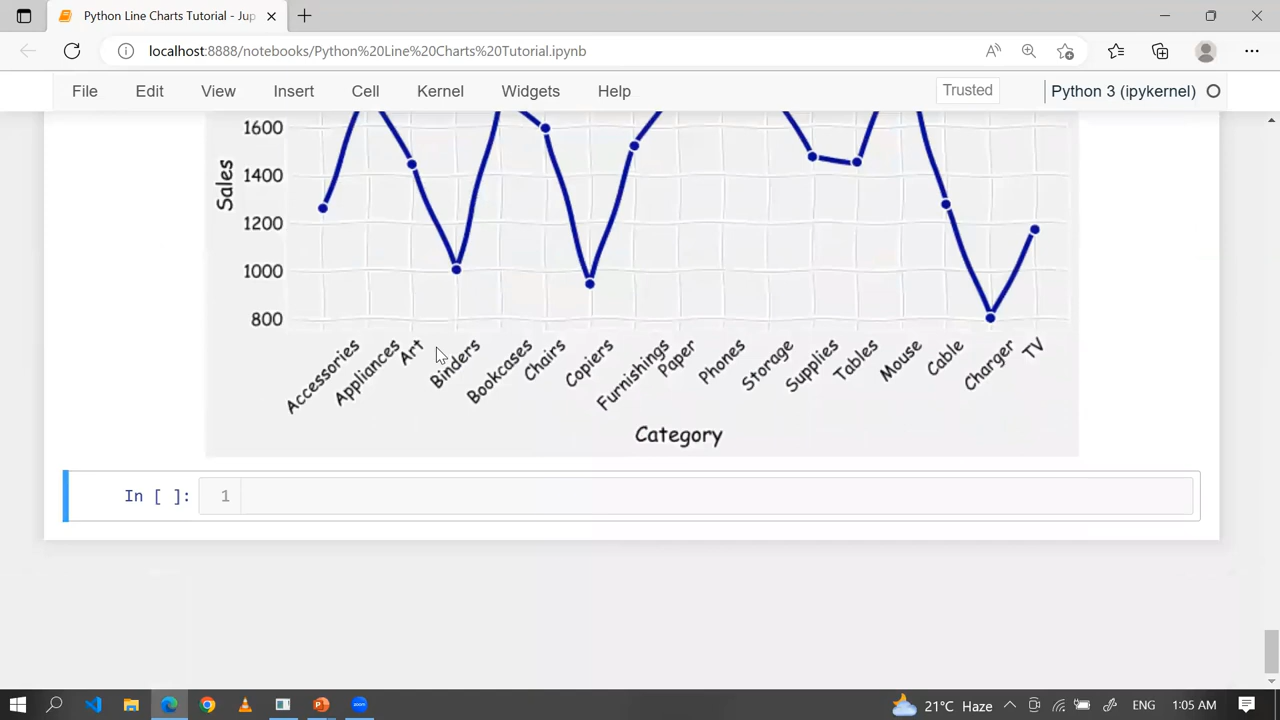 Python Line Charts Tutorial - Jup
localhost:8888/notebooks/Python%20Line%20Charts%20Tutorial.ipynb
File Edit View Insert Cell Kernel Widgets Help Trusted Python 3 (ipykernel)
1600
1400
1200
1000
800
Sales
Accessories Appliances Art Binders Bookcases Chairs Copiers Furnishings Paper Phones Storage Supplies Tables Mouse Cable Charger TV
Category
In [ ]: 1
21°C Haze ENG 1:05 AM